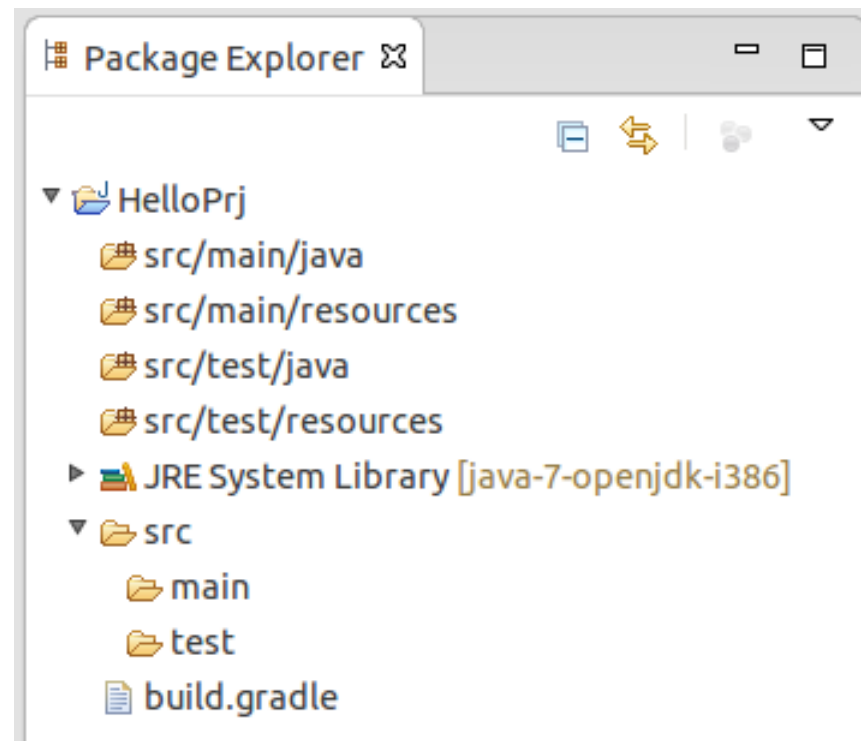 Package Explorer
HelloPrj
src/main/java
src/main/resources
src/test/java
src/test/resources
JRE System Library [java-7-openjdk-i386]
src
main
test
build.gradle